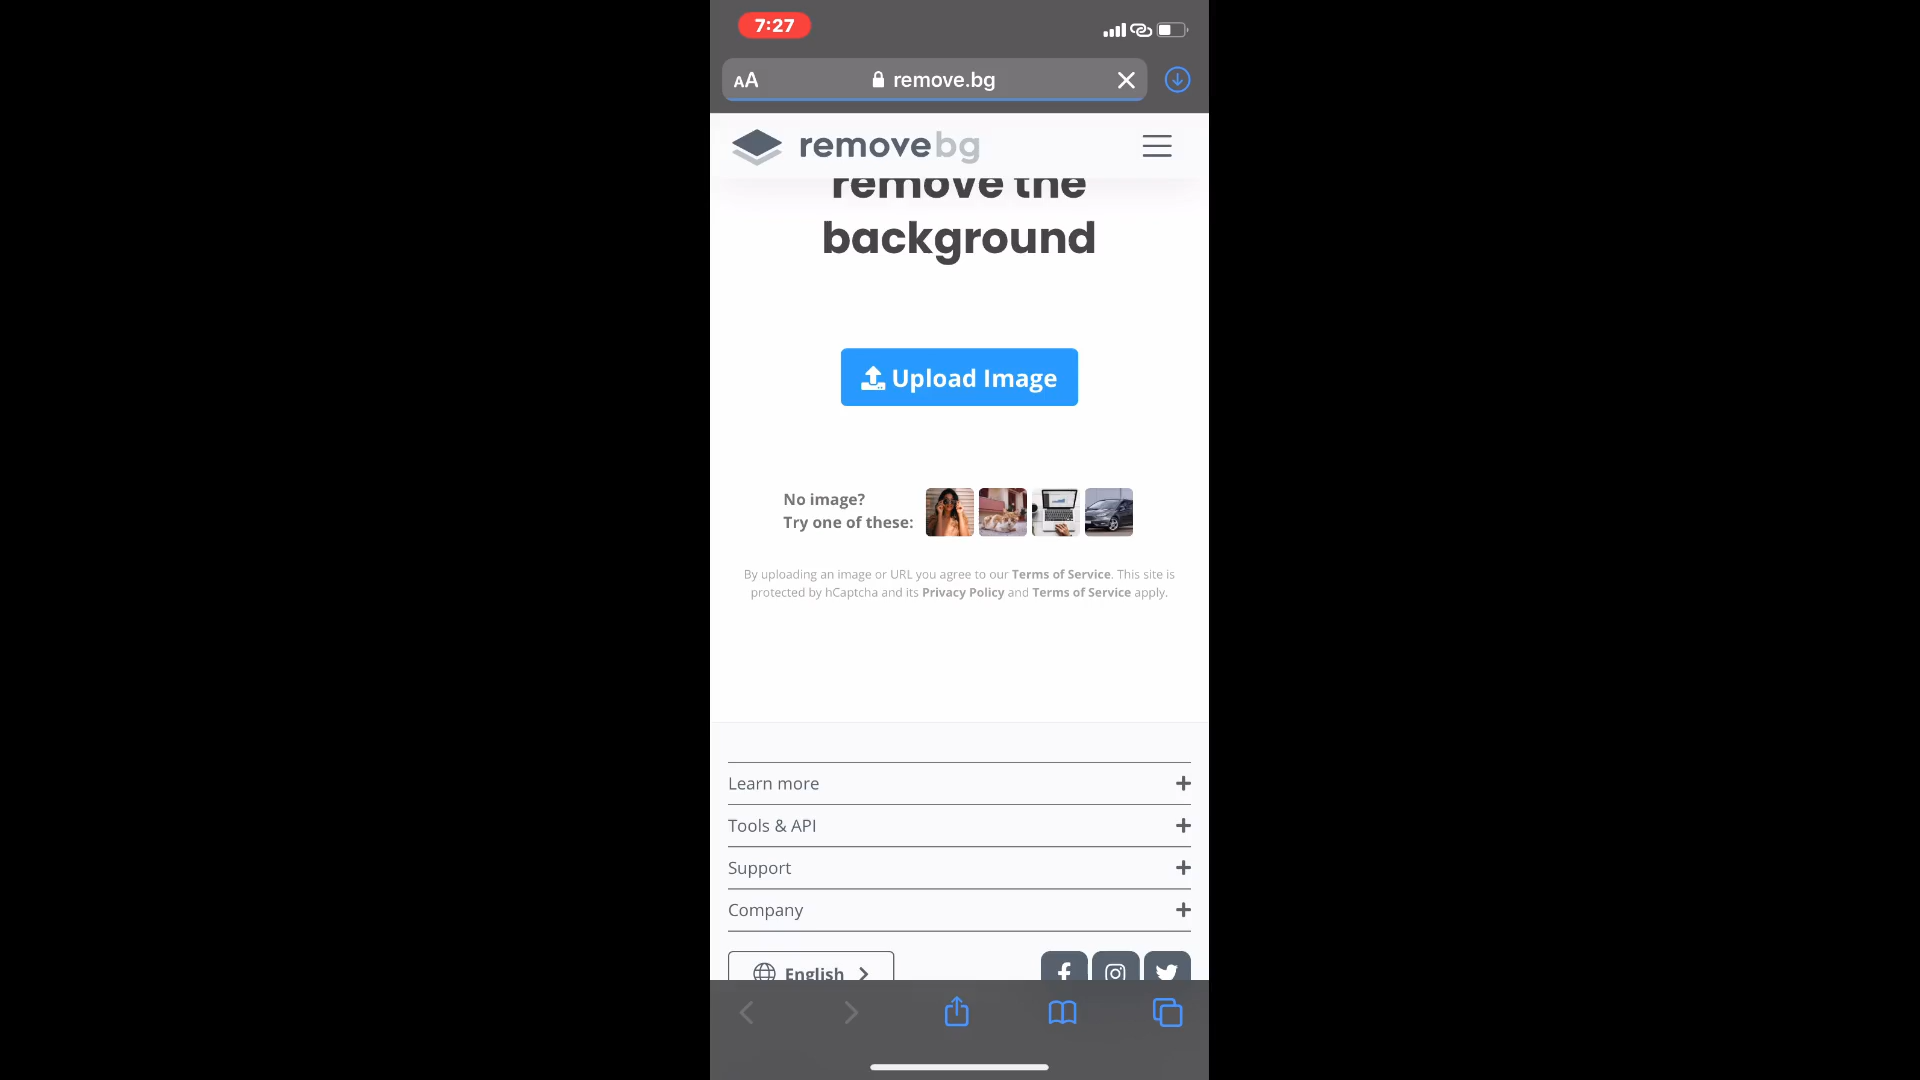 7:27
AA
remove.bg
removebg
remove the
background
Upload Image
No image?
Try one of these:
By uploading an image or URL you agree to our Terms of Service. This site is
protected by hCaptcha and its Privacy Policy and Terms of Service apply.
Learn more
Tools & API
Support
Company
English